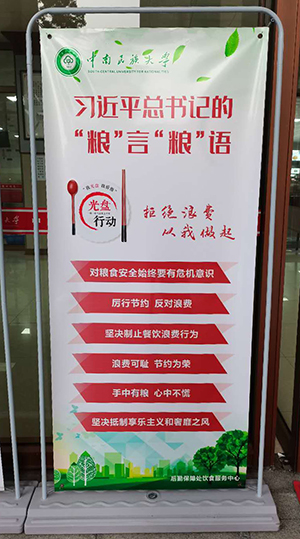 中南民族大学
SOUTH-CENTRAL UNIVERSITY FOR NATIONALITIES
习近平总书记的
“粮”言“粮”语
光盘
行动
拒绝浪费
从我做起
对粮食安全始终要有危机意识
厉行节约 反对浪费
坚决制止餐饮浪费行为
浪费可耻 节约为荣
手中有粮 心中不慌
坚决抵制享乐主义和奢靡之风
后勤保障处饮食服务中心